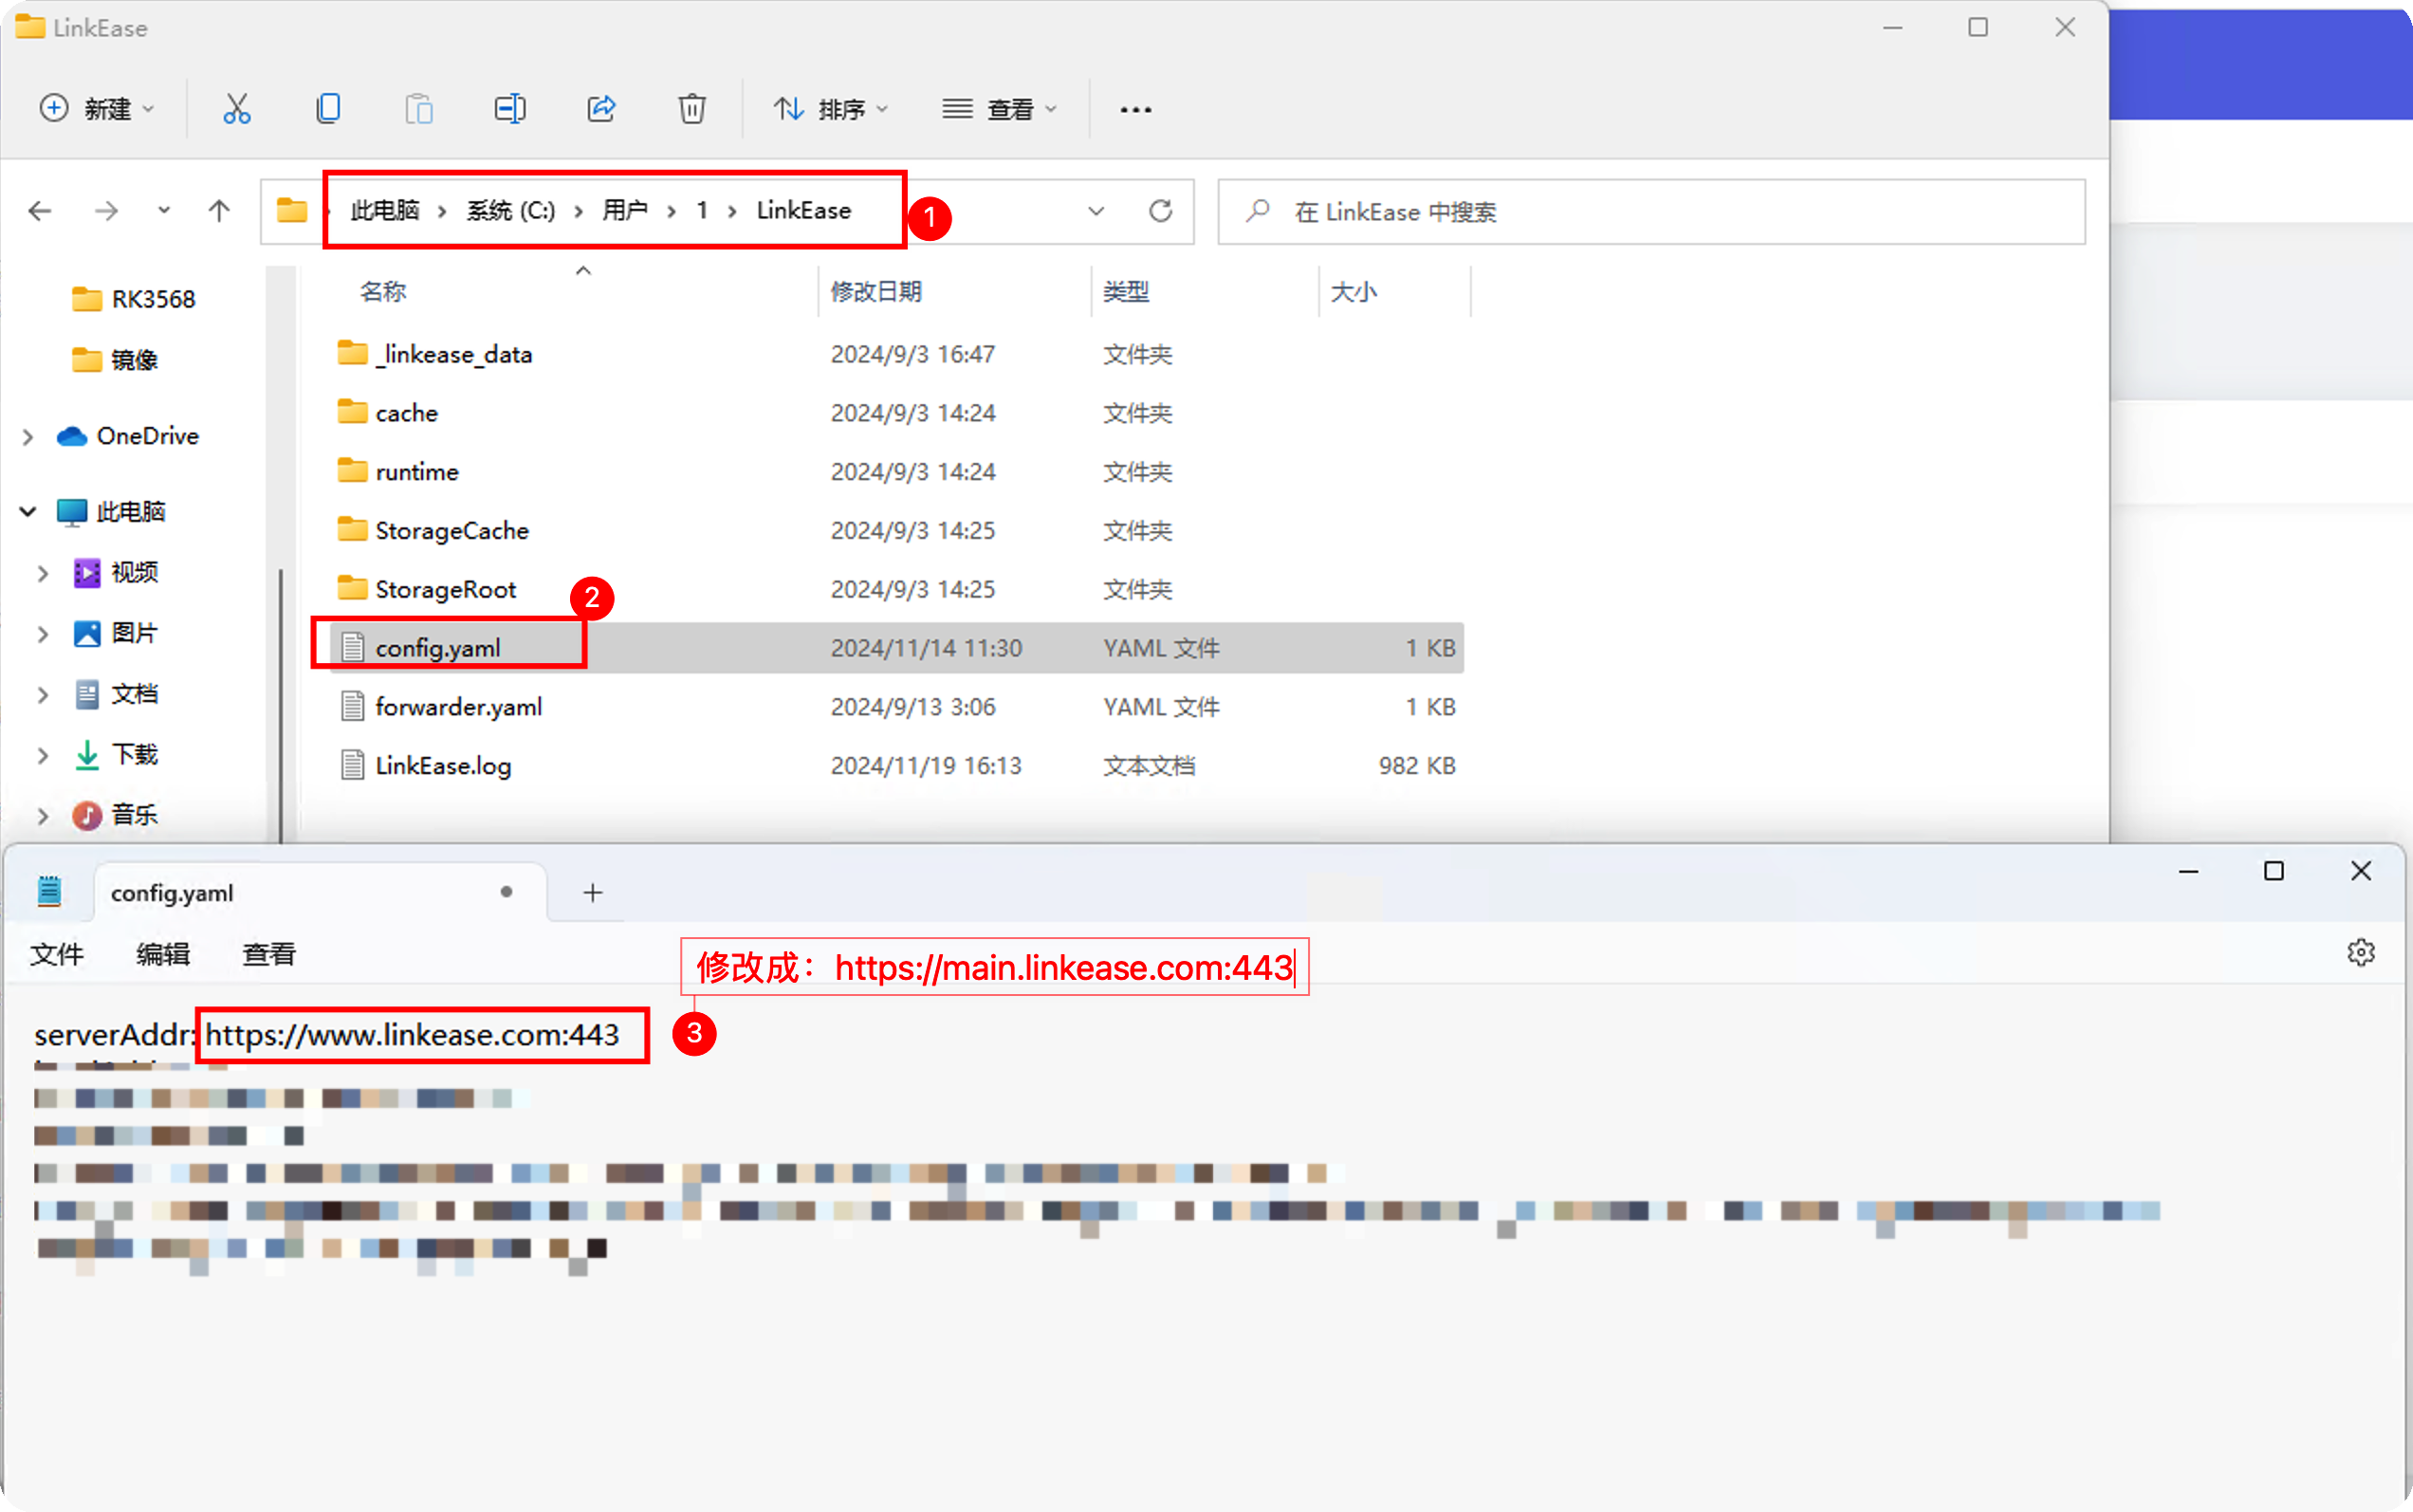 LinkEase
新建 排序 查看
此电脑 › 系统 (C:) › 用户 › 1 › LinkEase
1
在 LinkEase 中搜索
RK3568
镜像
OneDrive
此电脑
视频
图片
文档
下载
音乐
名称 修改日期 类型 大小
_linkease_data 2024/9/3 16:47 文件夹
cache 2024/9/3 14:24 文件夹
runtime 2024/9/3 14:24 文件夹
StorageCache 2024/9/3 14:25 文件夹
StorageRoot 2024/9/3 14:25 文件夹
2
config.yaml 2024/11/14 11:30 YAML 文件 1 KB
forwarder.yaml 2024/9/13 3:06 YAML 文件 1 KB
LinkEase.log 2024/11/19 16:13 文本文档 982 KB
config.yaml
文件 编辑 查看
修改成：https://main.linkease.com:443
serverAddr: https://www.linkease.com:443
3